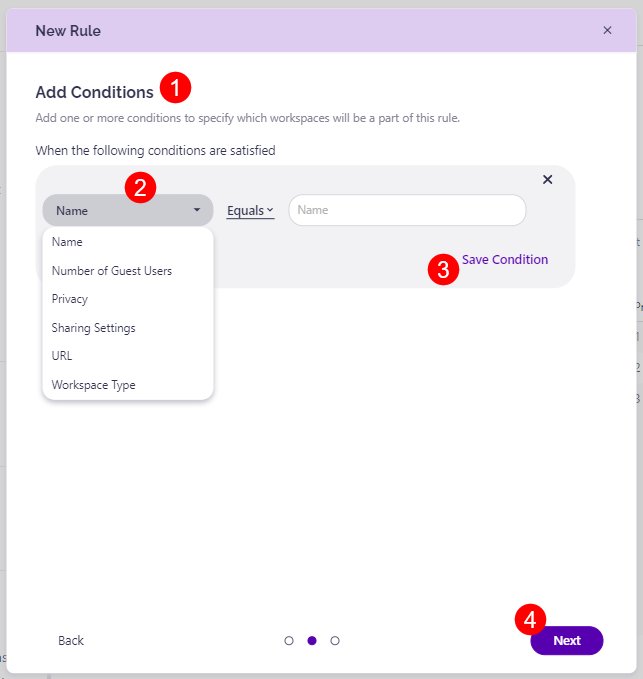 New Rule
Add Conditions 1
Add one or more conditions to specify which workspaces will be a part of this rule.
When the following conditions are satisfied
2
Name Equals Name
Name
Number of Guest Users
Privacy
Sharing Settings
URL
Workspace Type
3 Save Condition
4
Back Next